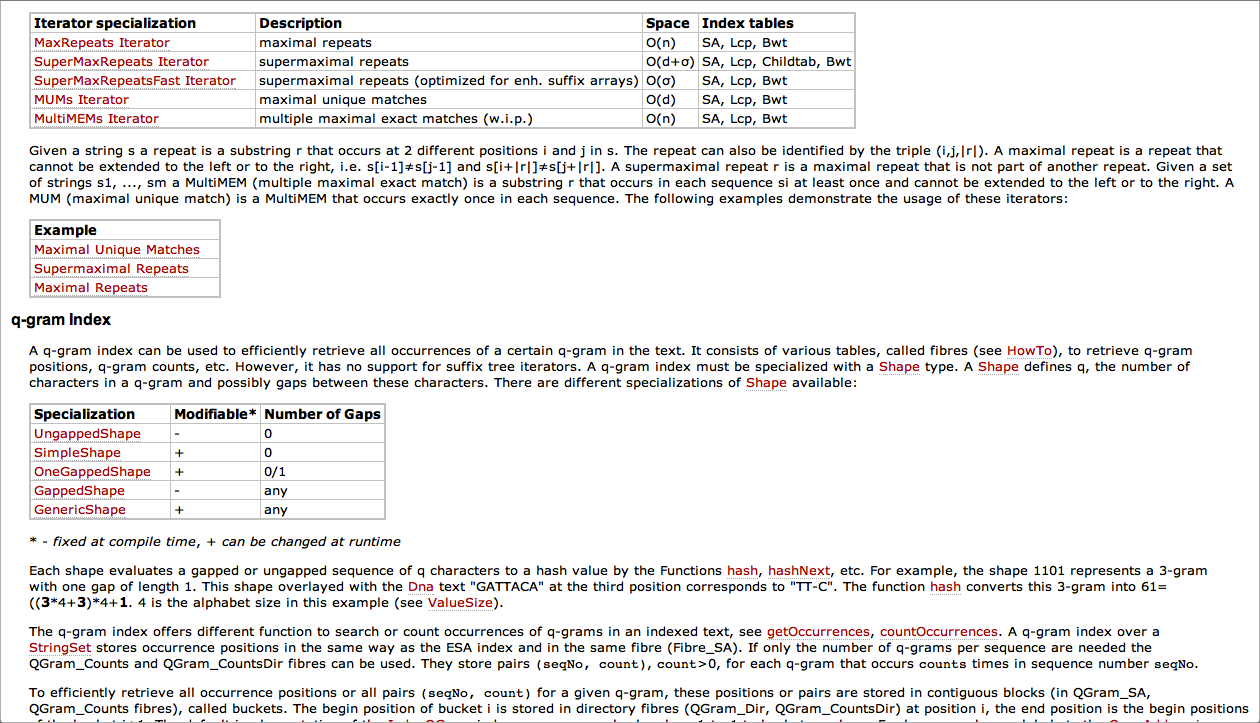 Iterator specialization Description Space Index tables
MaxRepeats Iterator maximal repeats O(n) SA, Lcp, Bwt
SuperMaxRepeats Iterator supermaximal repeats O(d+σ) SA, Lcp, Childtab, Bwt
SuperMaxRepeatsFast Iterator supermaximal repeats (optimized for enh. suffix arrays) O(σ) SA, Lcp, Bwt
MUMs Iterator maximal unique matches O(d) SA, Lcp, Bwt
MultiMEMs Iterator multiple maximal exact matches (w.i.p.) O(n) SA, Lcp, Bwt
Given a string s a repeat is a substring r that occurs at 2 different positions i and j in s. The repeat can also be identified by the triple (i,j,|r|). A maximal repeat is a repeat that
cannot be extended to the left or to the right, i.e. s[i-1]≠s[j-1] and s[i+|r|]≠s[j+|r|]. A supermaximal repeat r is a maximal repeat that is not part of another repeat. Given a set
of strings s1, ..., sm a MultiMEM (multiple maximal exact match) is a substring r that occurs in each sequence si at least once and cannot be extended to the left or to the right. A
MUM (maximal unique match) is a MultiMEM that occurs exactly once in each sequence. The following examples demonstrate the usage of these iterators:
Example
Maximal Unique Matches
Supermaximal Repeats
Maximal Repeats
q-gram Index
A q-gram index can be used to efficiently retrieve all occurrences of a certain q-gram in the text. It consists of various tables, called fibres (see HowTo), to retrieve q-gram
positions, q-gram counts, etc. However, it has no support for suffix tree iterators. A q-gram index must be specialized with a Shape type. A Shape defines q, the number of
characters in a q-gram and possibly gaps between these characters. There are different specializations of Shape available:
Specialization Modifiable* Number of Gaps
UngappedShape - 0
SimpleShape + 0
OneGappedShape + 0/1
GappedShape - any
GenericShape + any
* - fixed at compile time, + can be changed at runtime
Each shape evaluates a gapped or ungapped sequence of q characters to a hash value by the Functions hash, hashNext, etc. For example, the shape 1101 represents a 3-gram
with one gap of length 1. This shape overlayed with the Dna text "GATTACA" at the third position corresponds to "TT-C". The function hash converts this 3-gram into 61=
((3*4+3)*4+1. 4 is the alphabet size in this example (see ValueSize).
The q-gram index offers different function to search or count occurrences of q-grams in an indexed text, see getOccurrences, countOccurrences. A q-gram index over a
StringSet stores occurrence positions in the same way as the ESA index and in the same fibre (Fibre_SA). If only the number of q-grams per sequence are needed the
QGram_Counts and QGram_CountsDir fibres can be used. They store pairs (seqNo, count), count>0, for each q-gram that occurs counts times in sequence number seqNo.
To efficiently retrieve all occurrence positions or all pairs (seqNo, count) for a given q-gram, these positions or pairs are stored in contiguous blocks (in QGram_SA,
QGram_Counts fibres), called buckets. The begin position of bucket i is stored in directory fibres (QGram_Dir, QGram_CountsDir) at position i, the end position is the begin positions